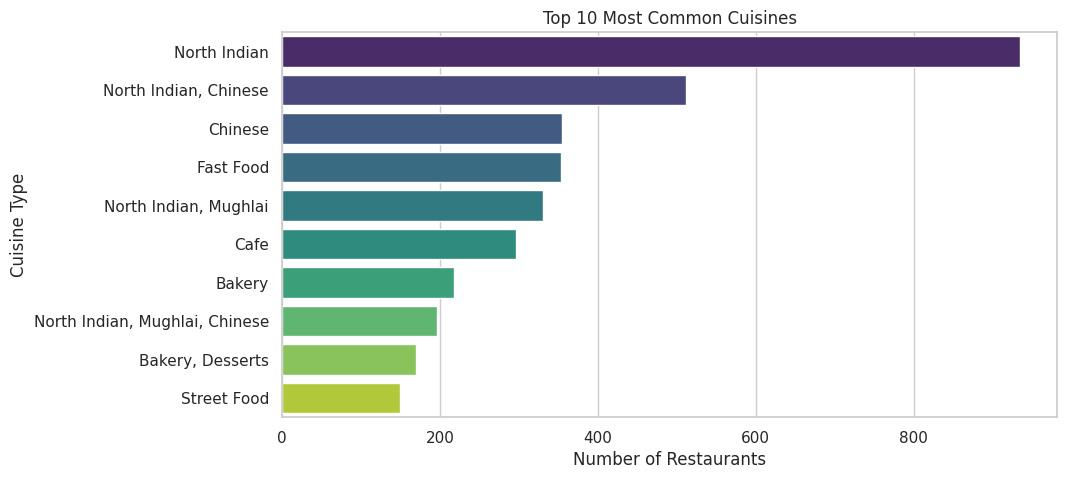 Top 10 Most Common Cuisines
Cuisine Type
North Indian
North Indian, Chinese
Chinese
Fast Food
North Indian, Mughlai
Cafe
Bakery
North Indian, Mughlai, Chinese
Bakery, Desserts
Street Food
0 200 400 600 800
Number of Restaurants